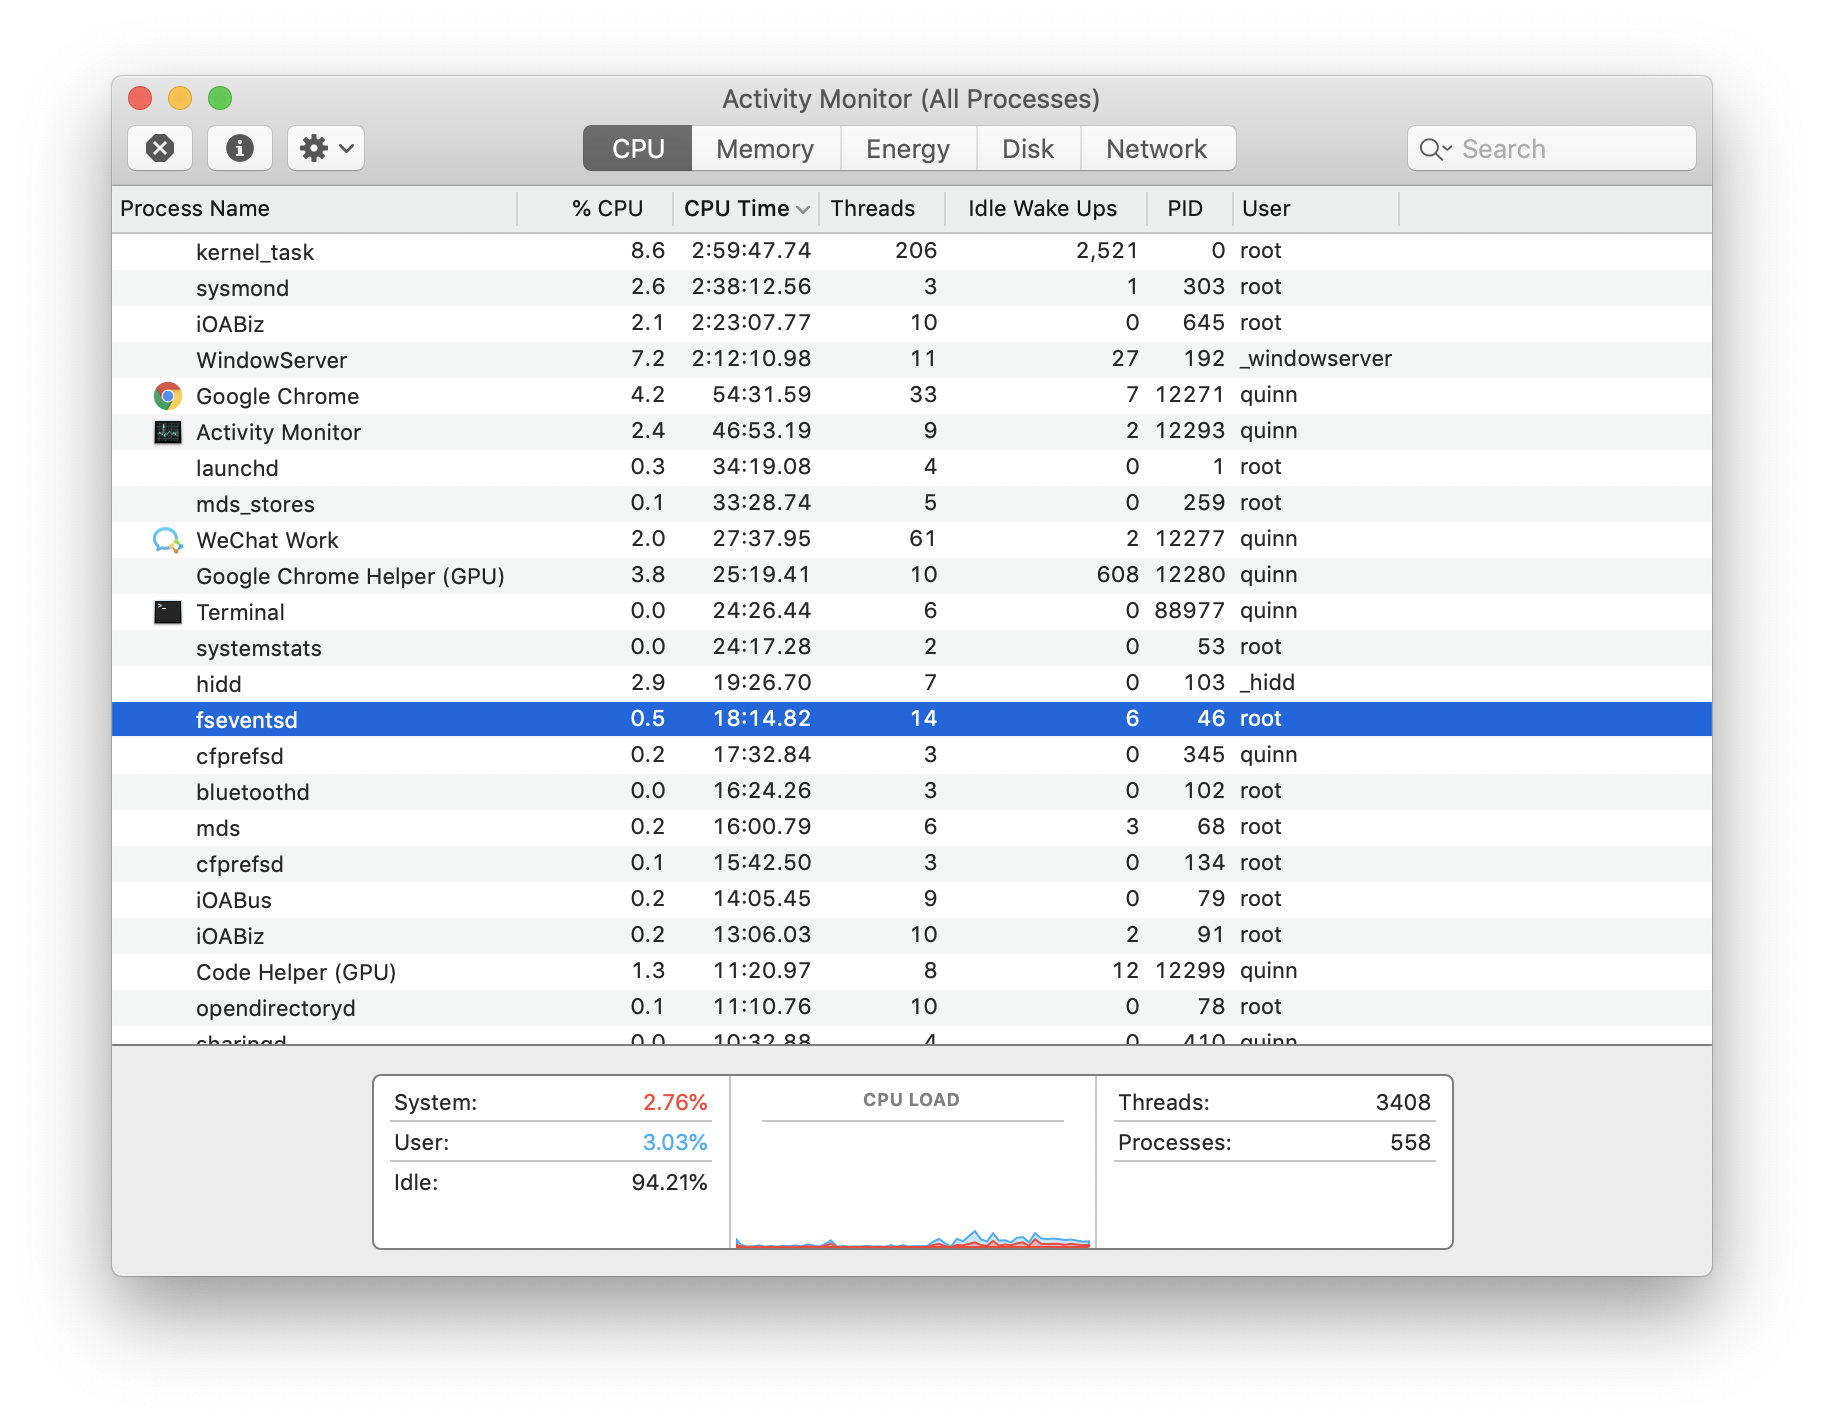 Activity Monitor (All Processes)
CPU Memory Energy Disk Network Search
Process Name % CPU CPU Time Threads Idle Wake Ups PID User
kernel_task 8.6 2:59:47.74 206 2,521 0 root
sysmond 2.6 2:38:12.56 3 1 303 root
iOABiz 2.1 2:23:07.77 10 0 645 root
WindowServer 7.2 2:12:10.98 11 27 192 _windowserver
Google Chrome 4.2 54:31.59 33 7 12271 quinn
Activity Monitor 2.4 46:53.19 9 2 12293 quinn
launchd 0.3 34:19.08 4 0 1 root
mds_stores 0.1 33:28.74 5 0 259 root
WeChat Work 2.0 27:37.95 61 2 12277 quinn
Google Chrome Helper (GPU) 3.8 25:19.41 10 608 12280 quinn
Terminal 0.0 24:26.44 6 0 88977 quinn
systemstats 0.0 24:17.28 2 0 53 root
hidd 2.9 19:26.70 7 0 103 _hidd
fseventsd 0.5 18:14.82 14 6 46 root
cfprefsd 0.2 17:32.84 3 0 345 quinn
bluetoothd 0.0 16:24.26 3 0 102 root
mds 0.2 16:00.79 6 3 68 root
cfprefsd 0.1 15:42.50 3 0 134 root
iOABus 0.2 14:05.45 9 0 79 root
iOABiz 0.2 13:06.03 10 2 91 root
Code Helper (GPU) 1.3 11:20.97 8 12 12299 quinn
opendirectoryd 0.1 11:10.76 10 0 78 root
sharingd 0.0 10:32.88 4 0 410 quinn
System: 2.76% CPU LOAD Threads: 3408
User: 3.03% Processes: 558
Idle: 94.21%